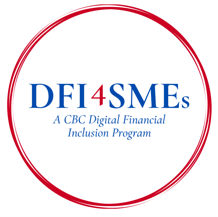 DFI4SMEs
A CBC Digital Financial
Inclusion Program